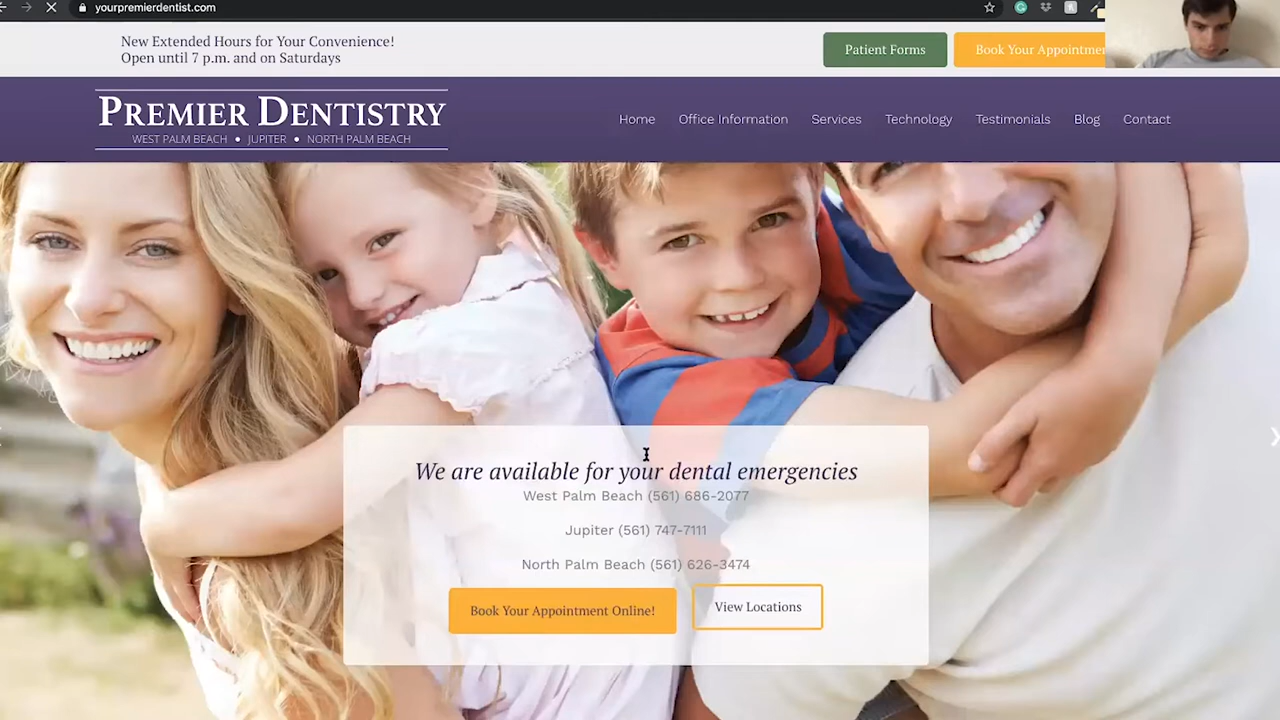 yourpremierdentist.com
New Extended Hours for Your Convenience!
Open until 7 p.m. and on Saturdays
Patient Forms
Book Your Appointmen
PREMIER DENTISTRY
WEST PALM BEACH • JUPITER • NORTH PALM BEACH
Home Office Information Services Technology Testimonials Blog Contact
We are available for your dental emergencies
West Palm Beach (561) 686-2077
Jupiter (561) 747-7111
North Palm Beach (561) 626-3474
Book Your Appointment Online!
View Locations